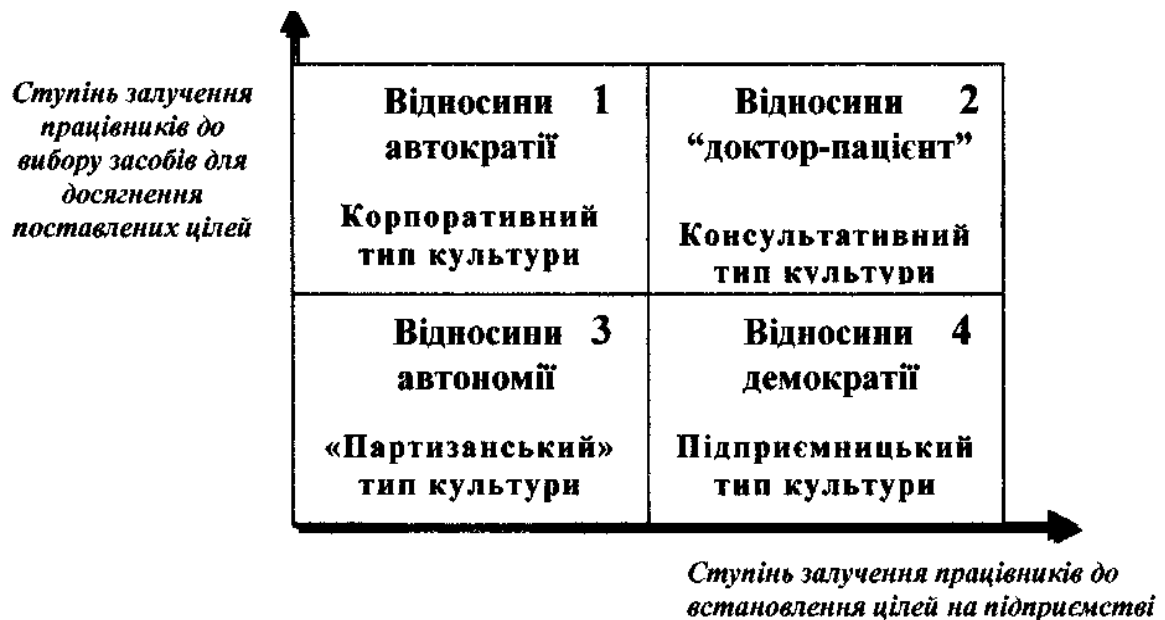 Ступінь залучення
працівників до
вибору засобів для
досягнення
поставлених цілей
Відносини 1
автократії
Корпоративний
тип культури
Відносини 2
“доктор-пацієнт”
Консультативний
тип культури
Відносини 3
автономії
«Партизанський»
тип культури
Відносини 4
демократії
Підприємницький
тип культури
Ступінь залучення працівників до
встановлення цілей на підприємстві